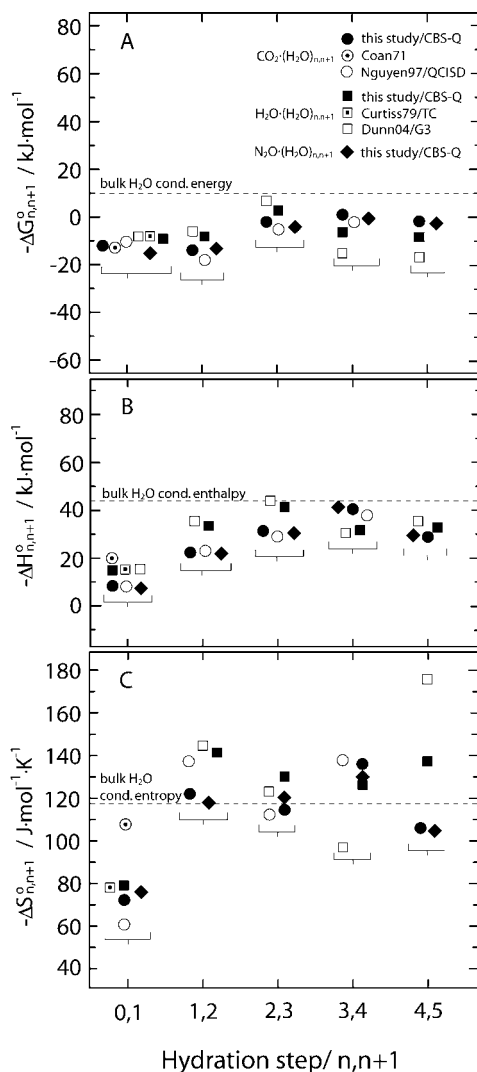 A
this study/CBS-Q
CO₂·(H₂O)ₙ,ₙ₊₁ Coan71
Nguyen97/QCISD
this study/CBS-Q
H₂O·(H₂O)ₙ,ₙ₊₁ Curtiss79/TC
Dunn04/G3
N₂O·(H₂O)ₙ,ₙ₊₁ this study/CBS-Q
bulk H₂O cond. energy
-ΔG°ₙ,ₙ₊₁ / kJ·mol⁻¹
80
60
40
20
0
-20
-40
-60
B
bulk H₂O cond. enthalpy
-ΔH°ₙ,ₙ₊₁ / kJ·mol⁻¹
80
60
40
20
0
C
bulk H₂O
cond. entropy
-ΔS°ₙ,ₙ₊₁ / J·mol⁻¹·K⁻¹
180
160
140
120
100
80
60
40
0,1 1,2 2,3 3,4 4,5
Hydration step/ n,n+1